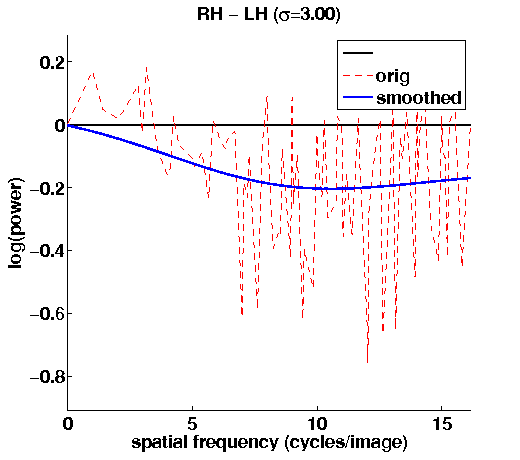 RH − LH (σ=3.00)
orig
smoothed
0.2
0
−0.2
−0.4
−0.6
−0.8
log(power)
0 5 10 15
spatial frequency (cycles/image)